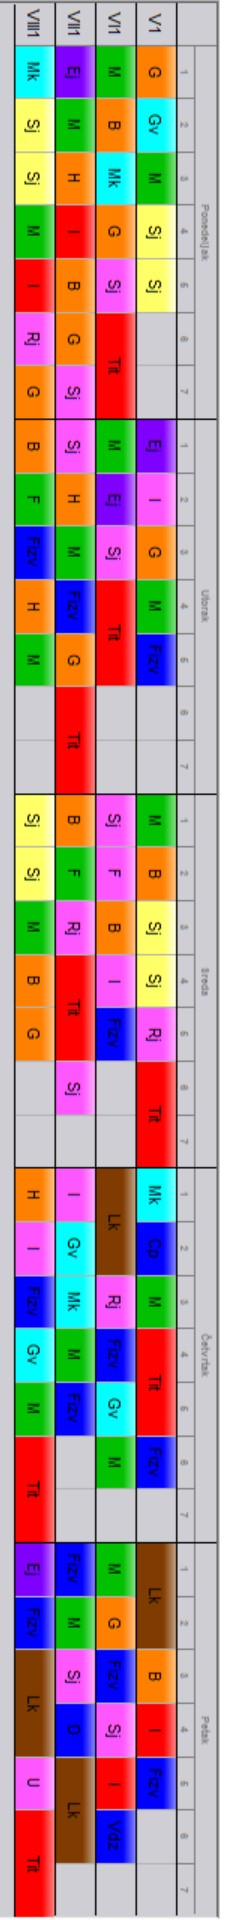 Ponedeljak Utorak Sreda Četvrtak Petak
1 2 3 4 5 6 7 1 2 3 4 5 6 7 1 2 3 4 5 6 7 1 2 3 4 5 6 7 1 2 3 4 5 6 7
V1 G Gv M Sj Sj Ej I G M Fizv M B Sj Sj Rj Tit Mk Cp M Tit Fizv Lk B I Fizv
VI1 M B Mk G Sj Tit M Ej Sj Tit Sj F B I Fizv Lk Rj Fizv Gv M M G Fizv Sj I Vdz
VII1 Ej M H I B G Sj Sj H M Fizv G Tit B F Rj Tit Sj I Gv Mk M Fizv Fizv M Sj D Lk
VIII1 Mk Sj Sj M I Rj G B F Fizv H M Sj Sj M B G H I Fizv Gv M Tit Ej Fizv Lk U Tit